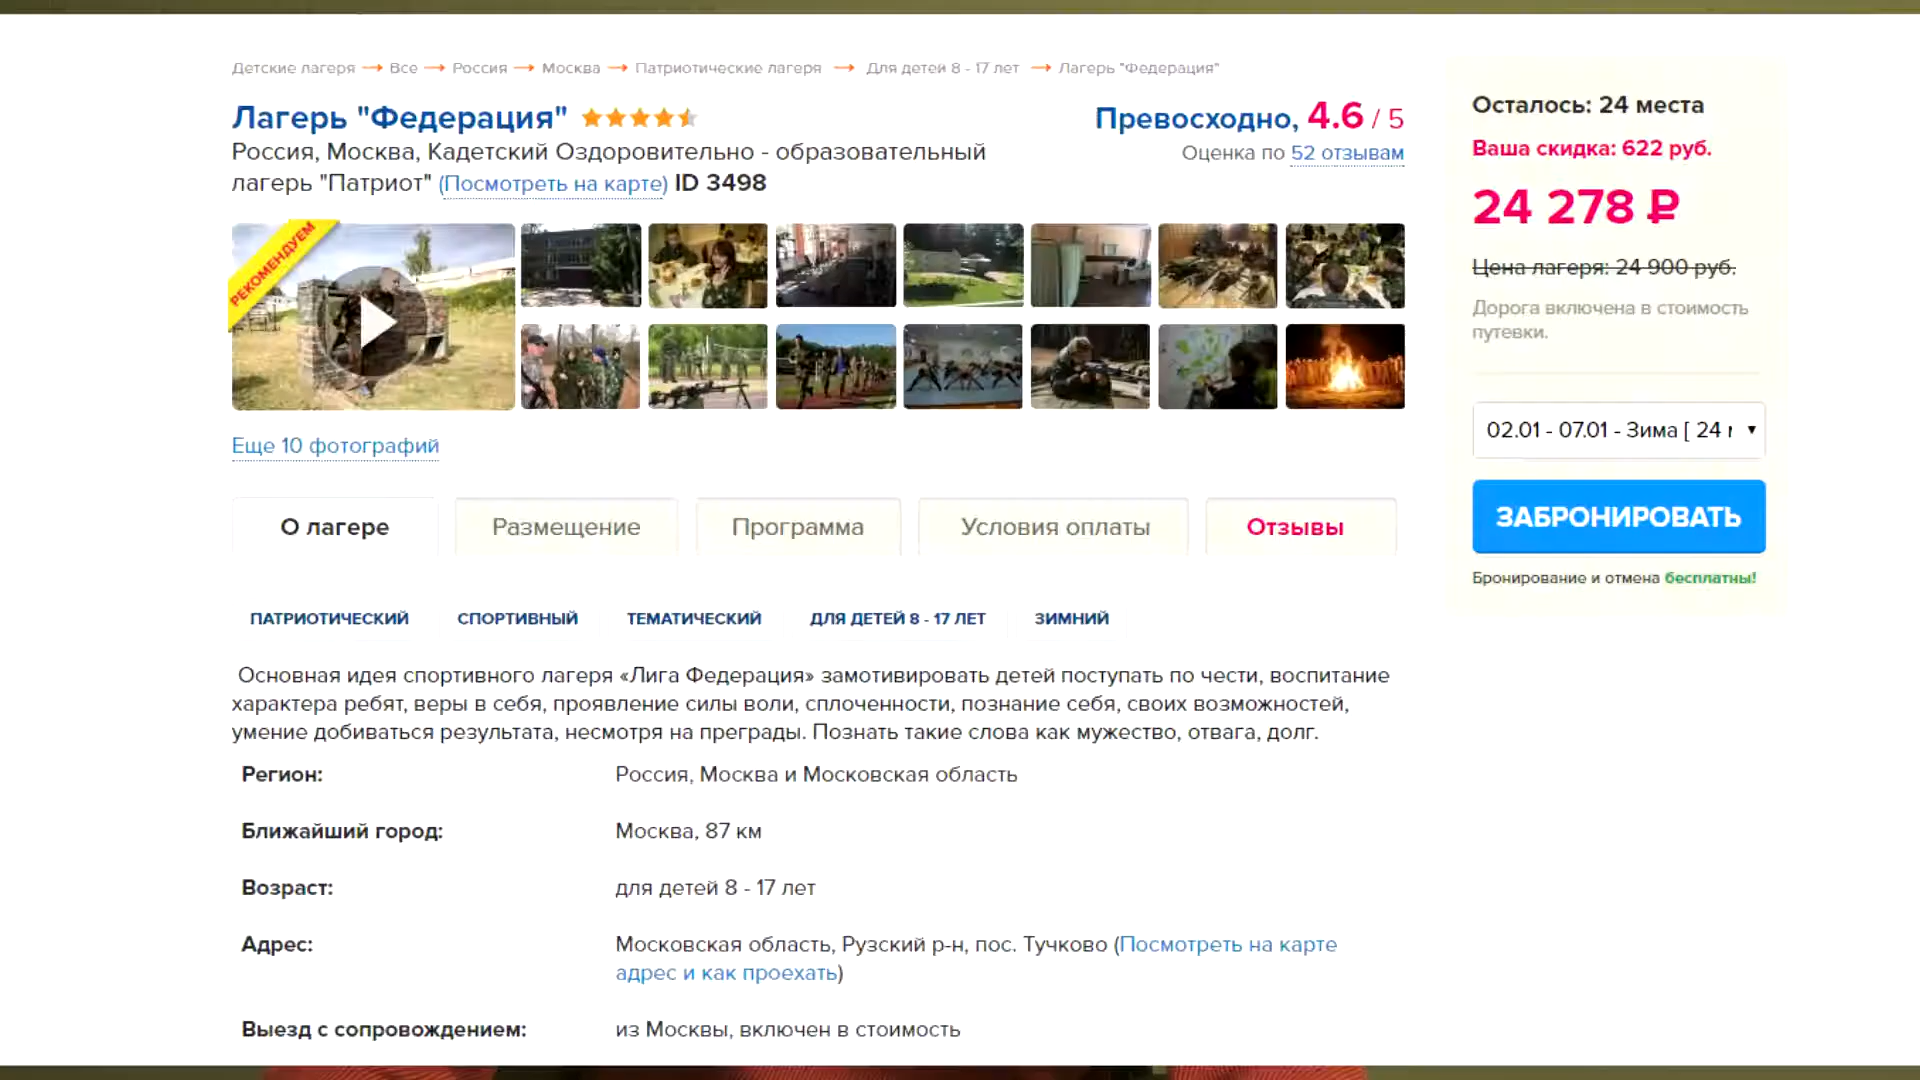 Детские лагеря → Все → Россия → Москва → Патриотические лагеря → Для детей 8 - 17 лет → Лагерь "Федерация"
Лагерь "Федерация"
Россия, Москва, Кадетский Оздоровительно - образовательный
лагерь "Патриот" (Посмотреть на карте) ID 3498
Превосходно, 4.6 / 5
Оценка по 52 отзывам
РЕКОМЕНДУЕМ
Еще 10 фотографий
О лагере
Размещение
Программа
Условия оплаты
Отзывы
ПАТРИОТИЧЕСКИЙ
СПОРТИВНЫЙ
ТЕМАТИЧЕСКИЙ
ДЛЯ ДЕТЕЙ 8 - 17 ЛЕТ
ЗИМНИЙ
Основная идея спортивного лагеря «Лига Федерация» замотивировать детей поступать по чести, воспитание
характера ребят, веры в себя, проявление силы воли, сплоченности, познание себя, своих возможностей,
умение добиваться результата, несмотря на преграды. Познать такие слова как мужество, отвага, долг.
Регион: Россия, Москва и Московская область
Ближайший город: Москва, 87 км
Возраст: для детей 8 - 17 лет
Адрес: Московская область, Рузский р-н, пос. Тучково (Посмотреть на карте
адрес и как проехать)
Выезд с сопровождением: из Москвы, включен в стоимость
Осталось: 24 места
Ваша скидка: 622 руб.
24 278 ₽
Цена лагеря: 24 900 руб.
Дорога включена в стоимость
путевки.
02.01 - 07.01 - Зима [ 24
ЗАБРОНИРОВАТЬ
Бронирование и отмена бесплатны!